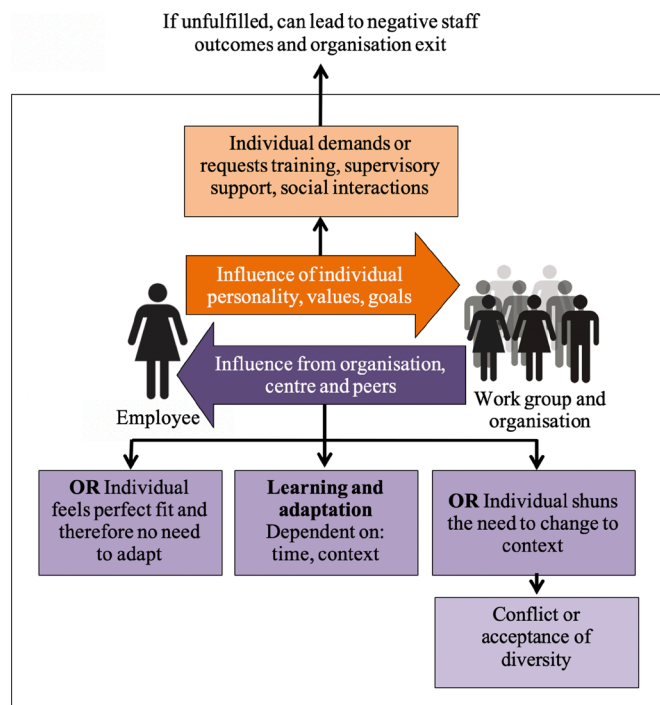 If unfulfilled, can lead to negative staff
outcomes and organisation exit
Individual demands or
requests training, supervisory
support, social interactions
Influence of individual
personality, values, goals
Influence from organisation,
centre and peers
Employee
Work group and
organisation
OR Individual
feels perfect fit and
therefore no need
to adapt
Learning and
adaptation
Dependent on:
time, context
OR Individual shuns
the need to change to
context
Conflict or
acceptance of
diversity